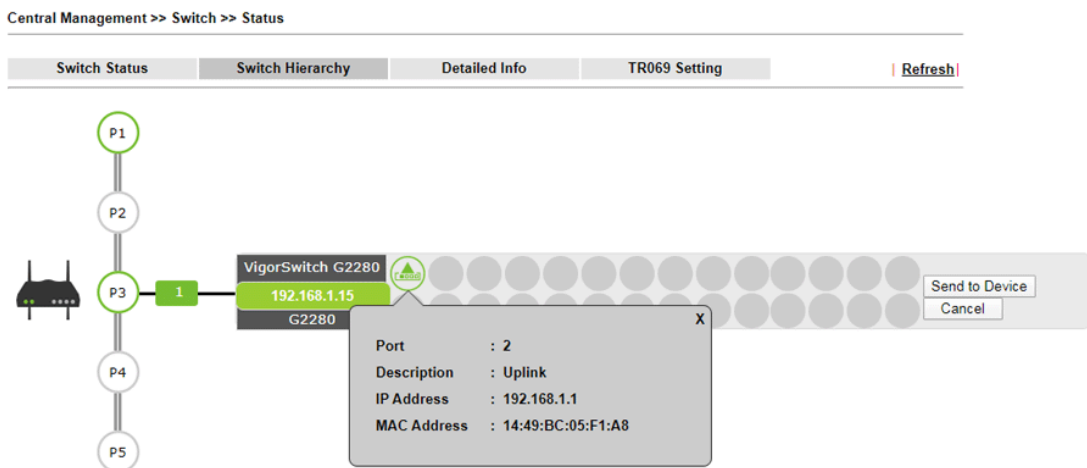 Central Management >> Switch >> Status
Switch Status Switch Hierarchy Detailed Info TR069 Setting | Refresh |
P1
P2
P3 1
VigorSwitch G2280
192.168.1.15
G2280
Send to Device
Cancel
X
Port : 2
Description : Uplink
IP Address : 192.168.1.1
MAC Address : 14:49:BC:05:F1:A8
P4
P5